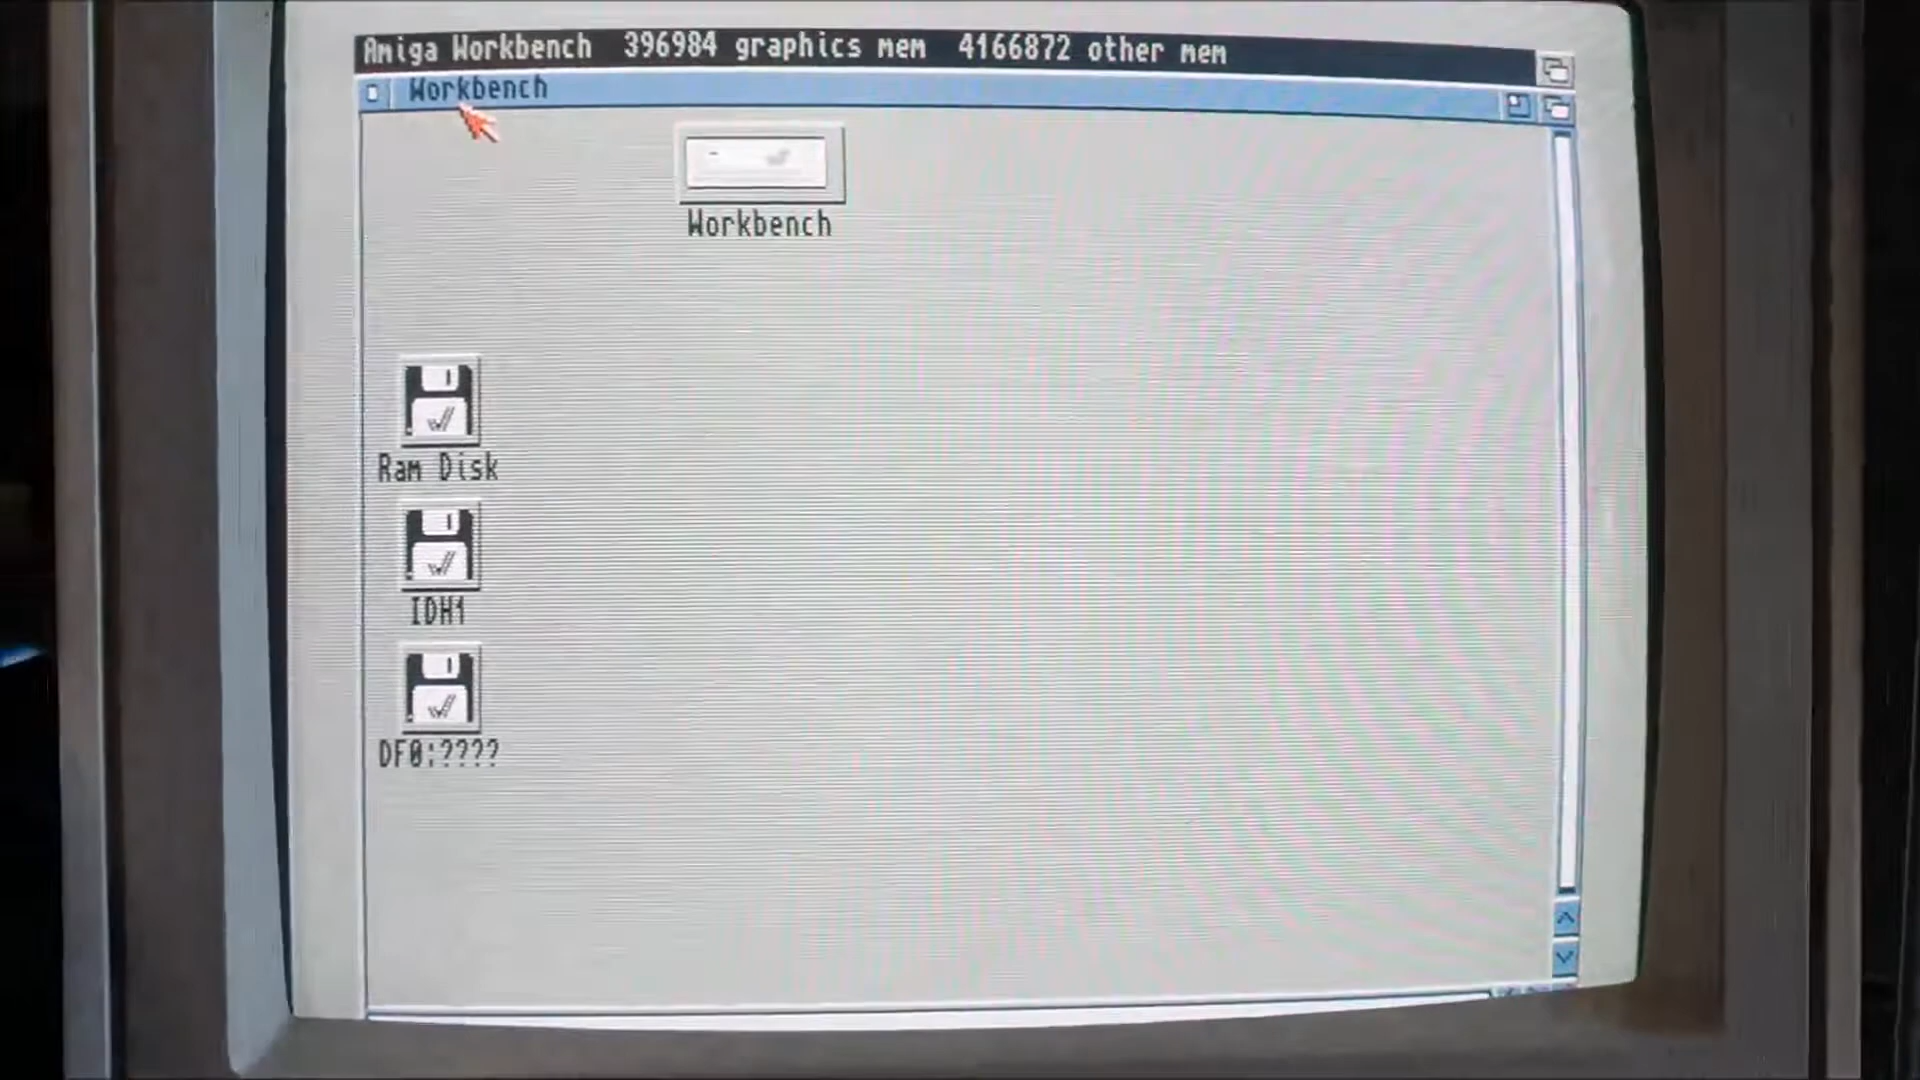 Amiga Workbench 396984 graphics mem 4166872 other mem
Workbench
Workbench
Ram Disk
IDH1
DF0:????